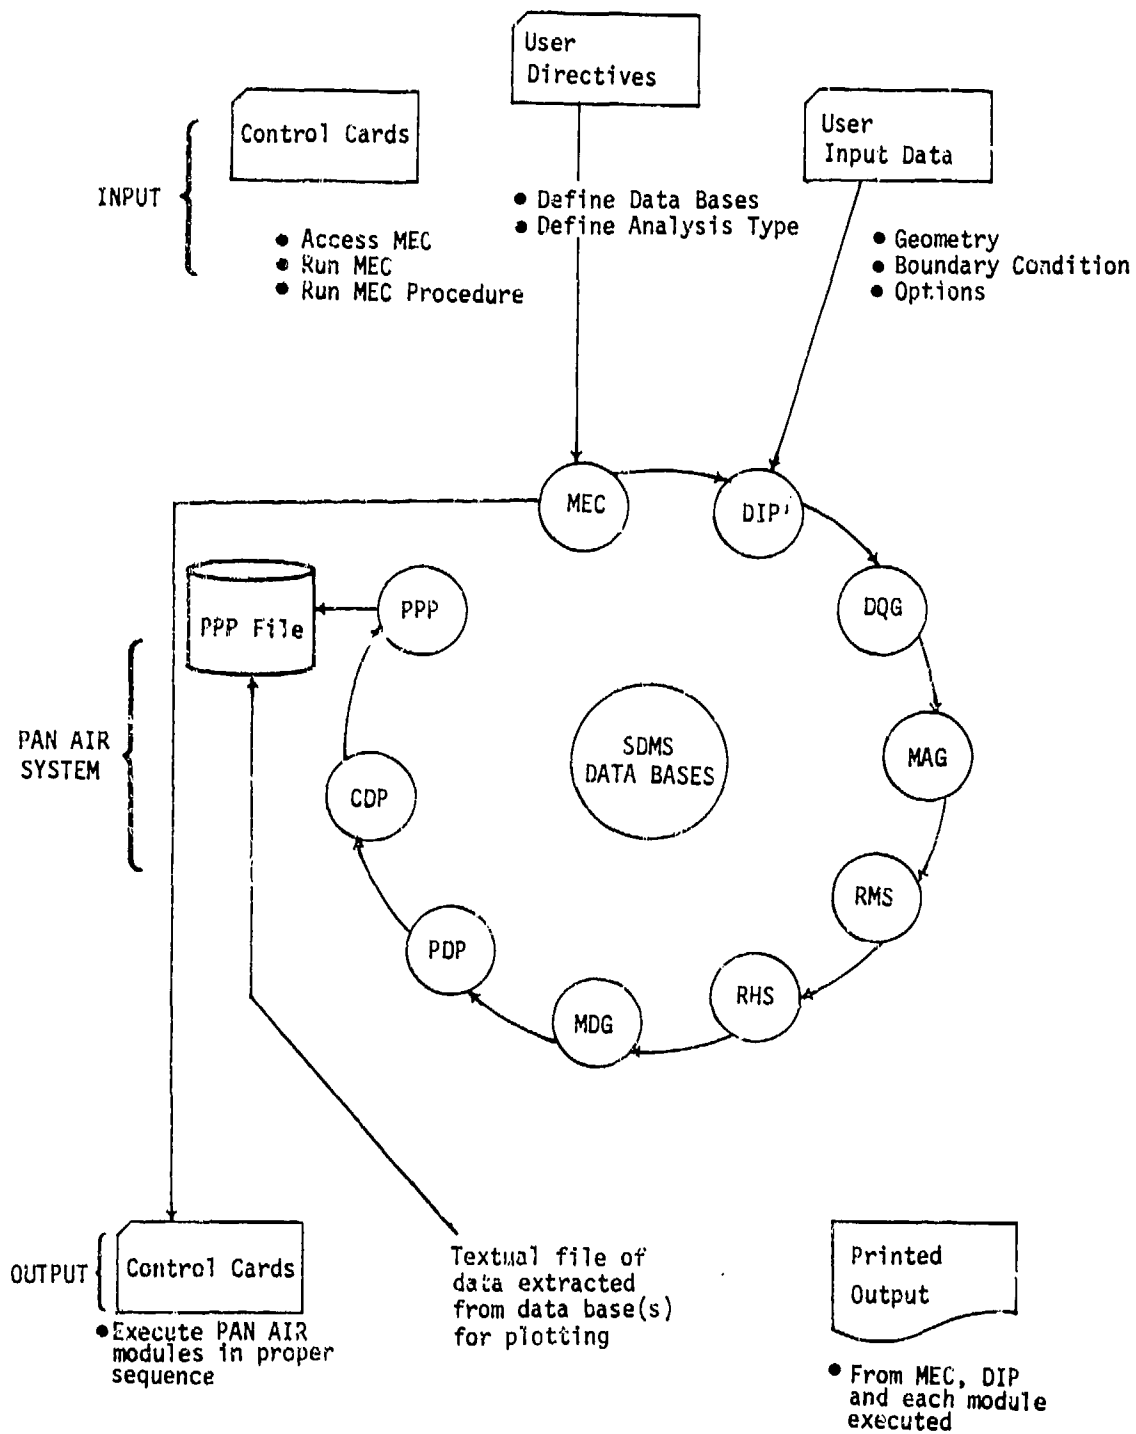 User
Directives
Control Cards
User
Input Data
INPUT
• Define Data Bases
• Define Analysis Type
• Access MEC
• Run MEC
• Run MEC Procedure
• Geometry
• Boundary Condition
• Options
MEC
DIP
DQG
PPP
PPP File
PAN AIR
SYSTEM
SDMS
DATA BASES
MAG
CDP
RMS
PDP
RHS
MDG
OUTPUT
Control Cards
• Execute PAN AIR
modules in proper
sequence
Textual file of
data extracted
from data base(s)
for plotting
Printed
Output
• From MEC, DIP
and each module
executed